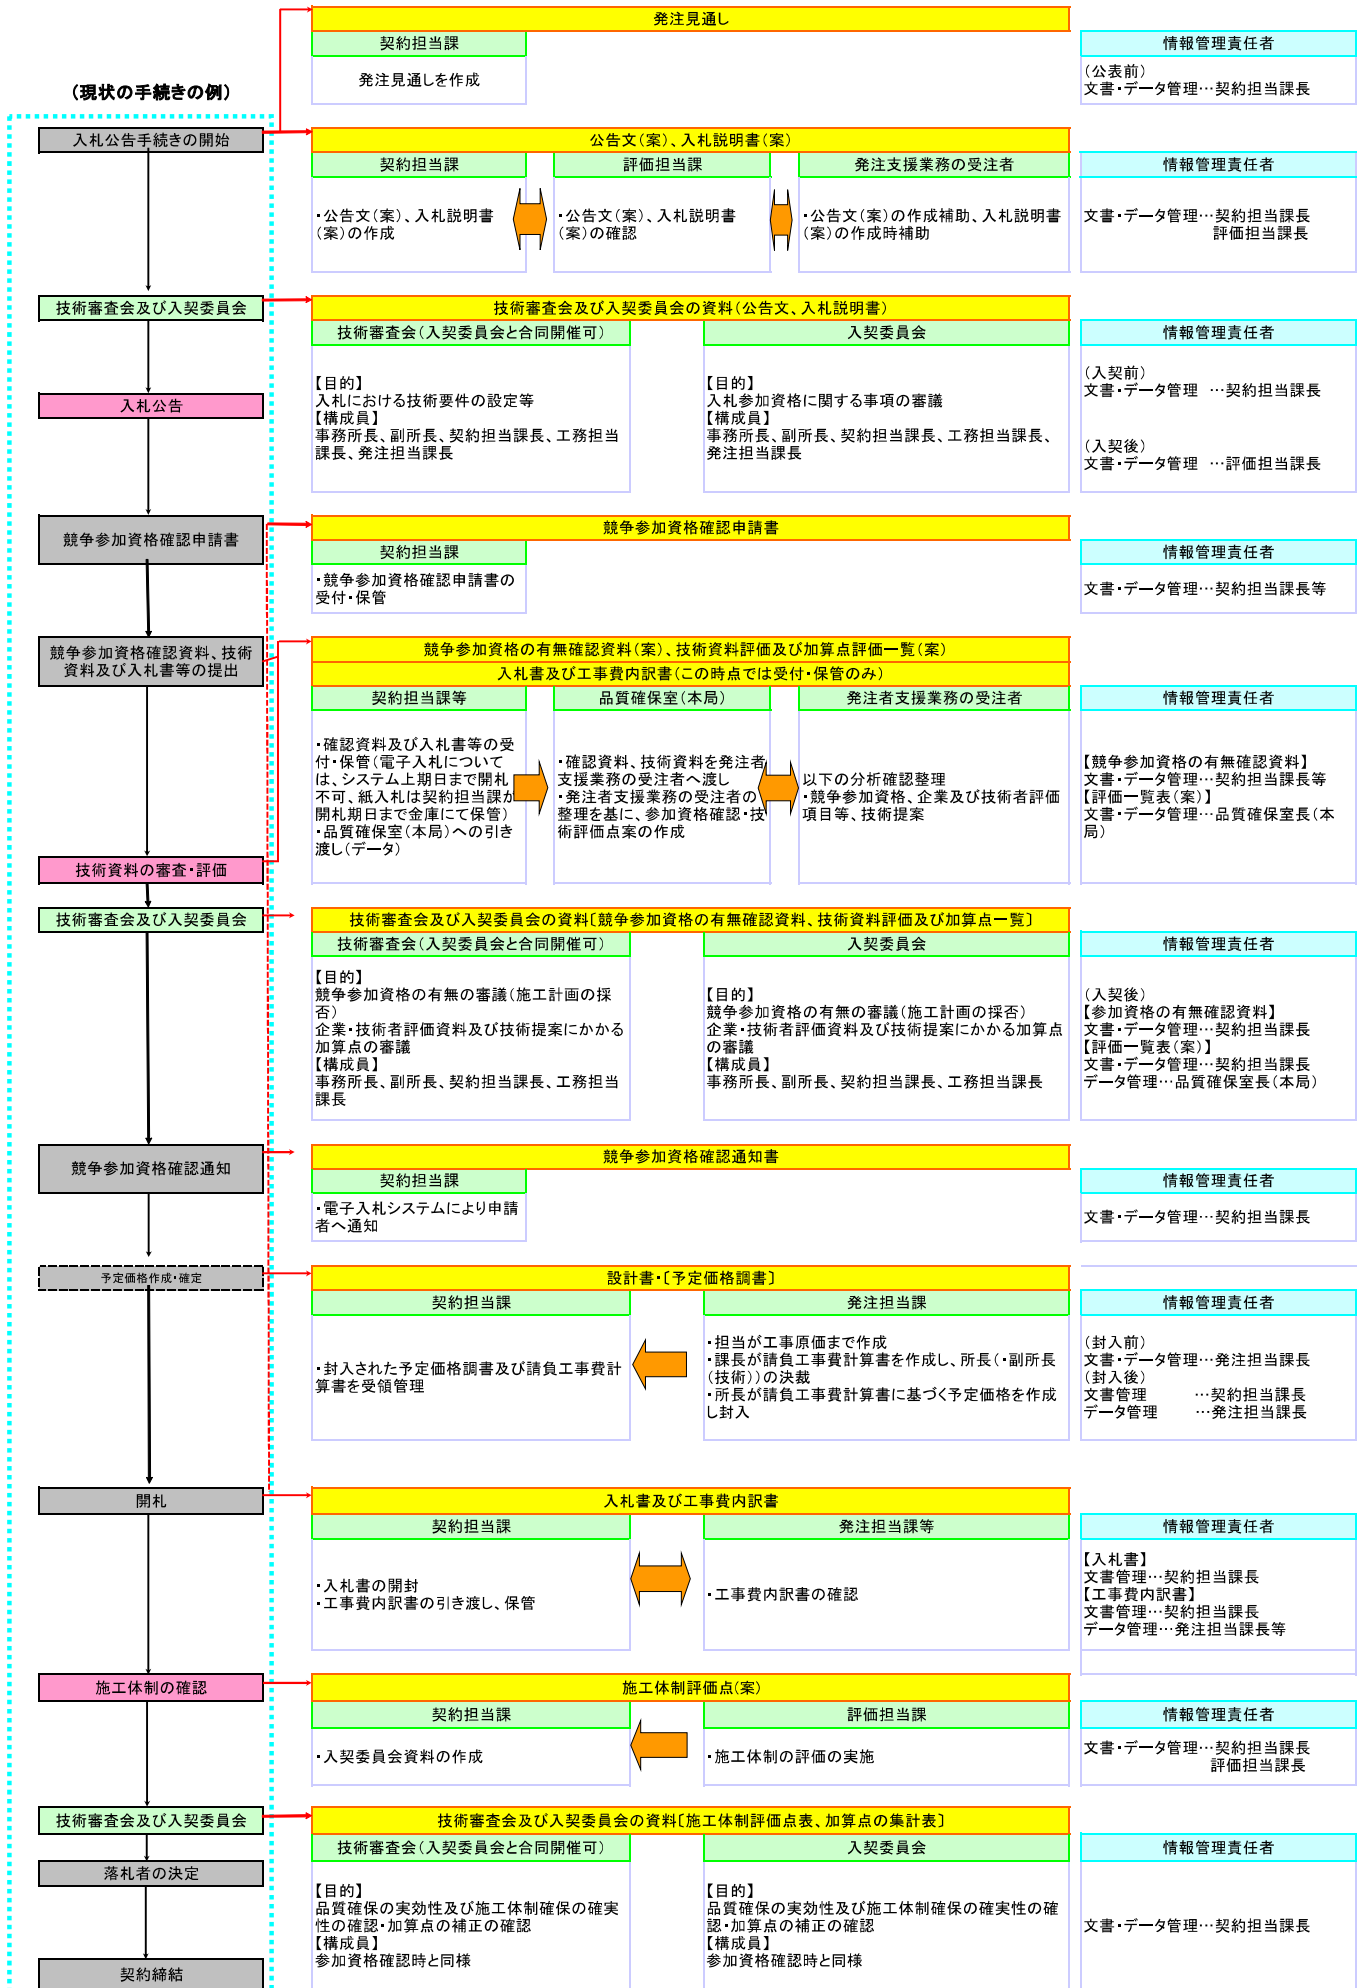 発注見通し
契約担当課
情報管理責任者
発注見通しを作成
(公表前)
文書・データ管理…契約担当課長
(現状の手続きの例)
入札公告手続きの開始
公告文(案)、入札説明書(案)
契約担当課
評価担当課
発注支援業務の受注者
情報管理責任者
・公告文(案)、入札説明書
(案)の作成
・公告文(案)、入札説明書
(案)の確認
・公告文(案)の作成補助、入札説明書
(案)の作成時補助
文書・データ管理…契約担当課長
評価担当課長
技術審査会及び入契委員会
技術審査会及び入契委員会の資料(公告文、入札説明書)
技術審査会(入契委員会と合同開催可)
入契委員会
情報管理責任者
【目的】
入札における技術要件の設定等
【構成員】
事務所長、副所長、契約担当課長、工務担当
課長、発注担当課長
【目的】
入札参加資格に関する事項の審議
【構成員】
事務所長、副所長、契約担当課長、工務担当課長、
発注担当課長
(入契前)
文書・データ管理 …契約担当課長
(入契後)
文書・データ管理 …評価担当課長
入札公告
競争参加資格確認申請書
競争参加資格確認申請書
契約担当課
情報管理責任者
・競争参加資格確認申請書の
受付・保管
文書・データ管理…契約担当課長等
競争参加資格確認資料、技術
資料及び入札書等の提出
競争参加資格の有無確認資料(案)、技術資料評価及び加算点評価一覧(案)
入札書及び工事費内訳書(この時点では受付・保管のみ)
契約担当課等
品質確保室(本局)
発注者支援業務の受注者
情報管理責任者
・確認資料及び入札書等の受
付・保管(電子入札について
は、システム上期日まで開札
不可、紙入札は契約担当課が
開札期日まで金庫にて保管)
・品質確保室(本局)への引き
渡し(データ)
・確認資料、技術資料を発注者
支援業務の受注者へ渡し
・発注者支援業務の受注者の
整理を基に、参加資格確認・技
術評価点案の作成
以下の分析確認整理
・競争参加資格、企業及び技術者評価
項目等、技術提案
【競争参加資格の有無確認資料】
文書・データ管理…契約担当課長等
【評価一覧表(案)】
文書・データ管理…品質確保室長(本
局)
技術資料の審査・評価
技術審査会及び入契委員会
技術審査会及び入契委員会の資料〔競争参加資格の有無確認資料、技術資料評価及び加算点一覧〕
技術審査会(入契委員会と合同開催可)
入契委員会
情報管理責任者
【目的】
競争参加資格の有無の審議(施工計画の採
否)
企業・技術者評価資料及び技術提案にかかる
加算点の審議
【構成員】
事務所長、副所長、契約担当課長、工務担当
課長
【目的】
競争参加資格の有無の審議(施工計画の採否)
企業・技術者評価資料及び技術提案にかかる加算点
の審議
【構成員】
事務所長、副所長、契約担当課長、工務担当課長
(入契後)
【参加資格の有無確認資料】
文書・データ管理…契約担当課長
【評価一覧表(案)】
文書・データ管理…契約担当課長
データ管理…品質確保室長(本局)
競争参加資格確認通知
競争参加資格確認通知書
契約担当課
情報管理責任者
・電子入札システムにより申請
者へ通知
文書・データ管理…契約担当課長
予定価格作成・確定
設計書・〔予定価格調書〕
契約担当課
発注担当課
情報管理責任者
・封入された予定価格調書及び請負工事費計
算書を受領管理
・担当が工事原価まで作成
・課長が請負工事費計算書を作成し、所長(・副所長
(技術))の決裁
・所長が請負工事費計算書に基づく予定価格を作成
し封入
(封入前)
文書・データ管理…発注担当課長
(封入後)
文書管理 …契約担当課長
データ管理 …発注担当課長
開札
入札書及び工事費内訳書
契約担当課
発注担当課等
情報管理責任者
・入札書の開封
・工事費内訳書の引き渡し、保管
・工事費内訳書の確認
【入札書】
文書管理…契約担当課長
【工事費内訳書】
文書管理…契約担当課長
データ管理…発注担当課長等
施工体制の確認
施工体制評価点(案)
契約担当課
評価担当課
情報管理責任者
・入契委員会資料の作成
・施工体制の評価の実施
文書・データ管理…契約担当課長
評価担当課長
技術審査会及び入契委員会
技術審査会及び入契委員会の資料〔施工体制評価点表、加算点の集計表〕
技術審査会(入契委員会と合同開催可)
入契委員会
情報管理責任者
落札者の決定
【目的】
品質確保の実効性及び施工体制確保の確実
性の確認・加算点の補正の確認
【構成員】
参加資格確認時と同様
【目的】
品質確保の実効性及び施工体制確保の確実性の確
認・加算点の補正の確認
【構成員】
参加資格確認時と同様
文書・データ管理…契約担当課長
契約締結